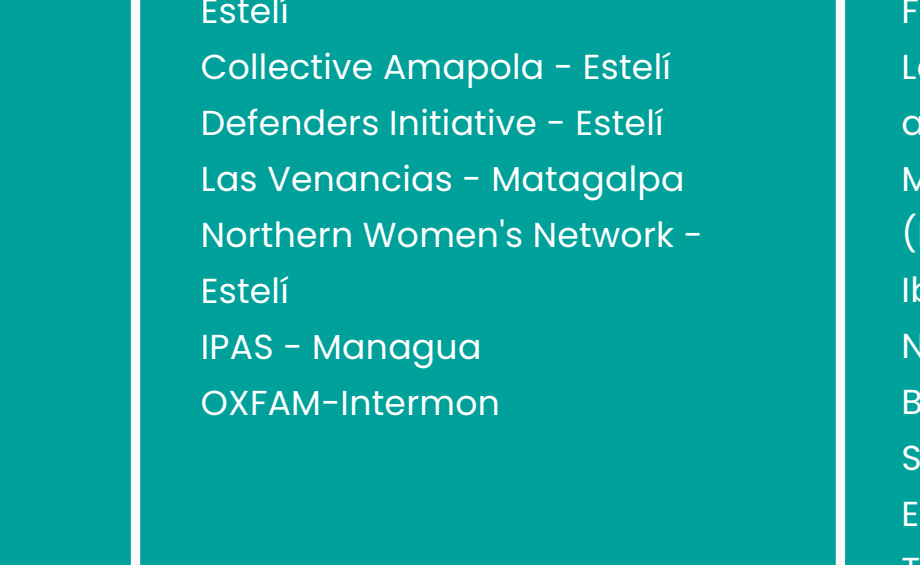 Estelí
Collective Amapola - Estelí
Defenders Initiative - Estelí
Las Venancias - Matagalpa
Northern Women's Network -
Estelí
IPAS - Managua
OXFAM-Intermon